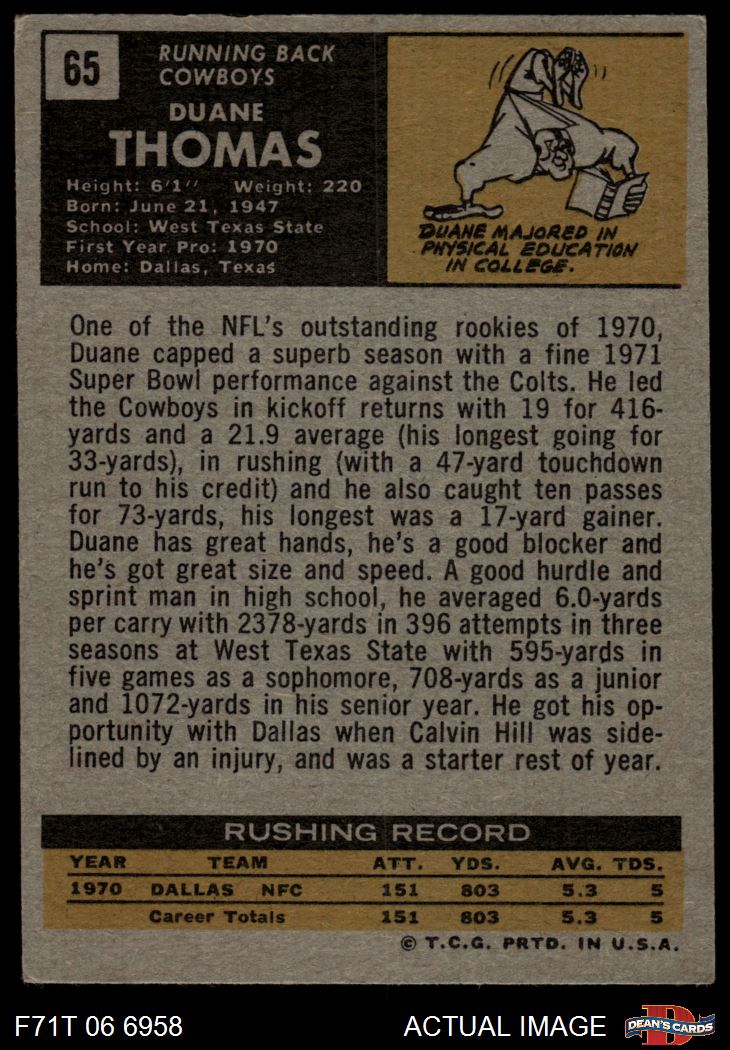 65
RUNNING BACK
COWBOYS
DUANE
THOMAS
Height: 6'1" Weight: 220
Born: June 21, 1947
School: West Texas State
First Year Pro: 1970
Home: Dallas, Texas
DUANE MAJORED IN
PHYSICAL EDUCATION
IN COLLEGE.
One of the NFL's outstanding rookies of 1970,
Duane capped a superb season with a fine 1971
Super Bowl performance against the Colts. He led
the Cowboys in kickoff returns with 19 for 416-
yards and a 21.9 average (his longest going for
33-yards), in rushing (with a 47-yard touchdown
run to his credit) and he also caught ten passes
for 73-yards, his longest was a 17-yard gainer.
Duane has great hands, he's a good blocker and
he's got great size and speed. A good hurdle and
sprint man in high school, he averaged 6.0-yards
per carry with 2378-yards in 396 attempts in three
seasons at West Texas State with 595-yards in
five games as a sophomore, 708-yards as a junior
and 1072-yards in his senior year. He got his op-
portunity with Dallas when Calvin Hill was side-
lined by an injury, and was a starter rest of year.
RUSHING RECORD
YEAR TEAM ATT. YDS. AVG. TDS.
1970 DALLAS NFC 151 803 5.3 5
Career Totals 151 803 5.3 5
© T.C.G. PRTD. IN U.S.A.
F71T 06 6958 ACTUAL IMAGE D DEAN'S CARDS